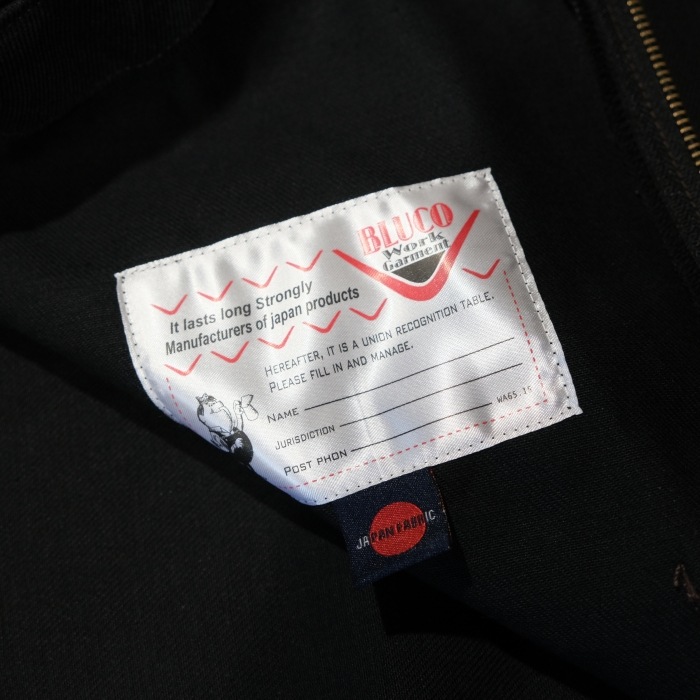 BLUCO
Work
Garment
It lasts long Strongly
Manufacturers of japan products
HEREAFTER, IT IS A UNION RECOGNITION TABLE.
PLEASE FILL IN AND MANAGE.
NAME
JURISDICTION
POST PHON
WA65.15
JAPAN FABRIC